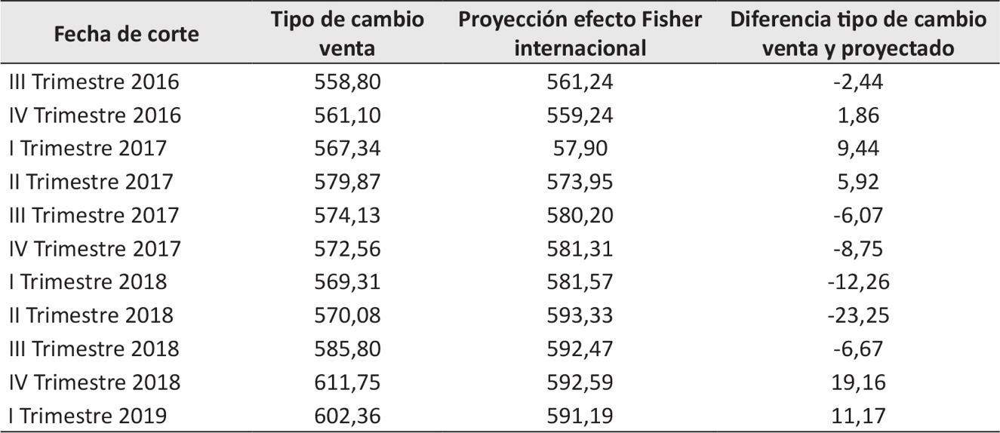 Fecha de corte Tipo de cambio venta Proyección efecto Fisher internacional Diferencia tipo de cambio venta y proyectado
III Trimestre 2016 558,80 561,24 -2,44
IV Trimestre 2016 561,10 559,24 1,86
I Trimestre 2017 567,34 57,90 9,44
II Trimestre 2017 579,87 573,95 5,92
III Trimestre 2017 574,13 580,20 -6,07
IV Trimestre 2017 572,56 581,31 -8,75
I Trimestre 2018 569,31 581,57 -12,26
II Trimestre 2018 570,08 593,33 -23,25
III Trimestre 2018 585,80 592,47 -6,67
IV Trimestre 2018 611,75 592,59 19,16
I Trimestre 2019 602,36 591,19 11,17